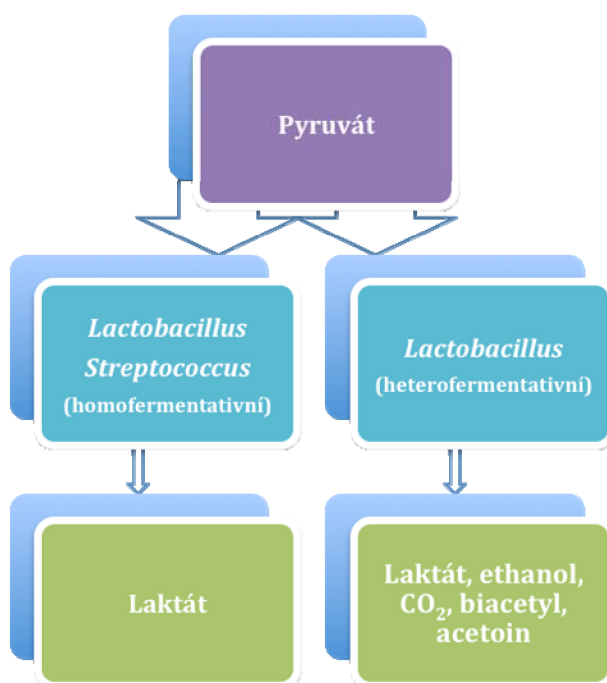 Pyruvát
Lactobacillus
Streptococcus
(homofermentativní)
Lactobacillus
(heterofermentativní)
Laktát
Laktát, ethanol,
CO₂, biacetyl,
acetoin